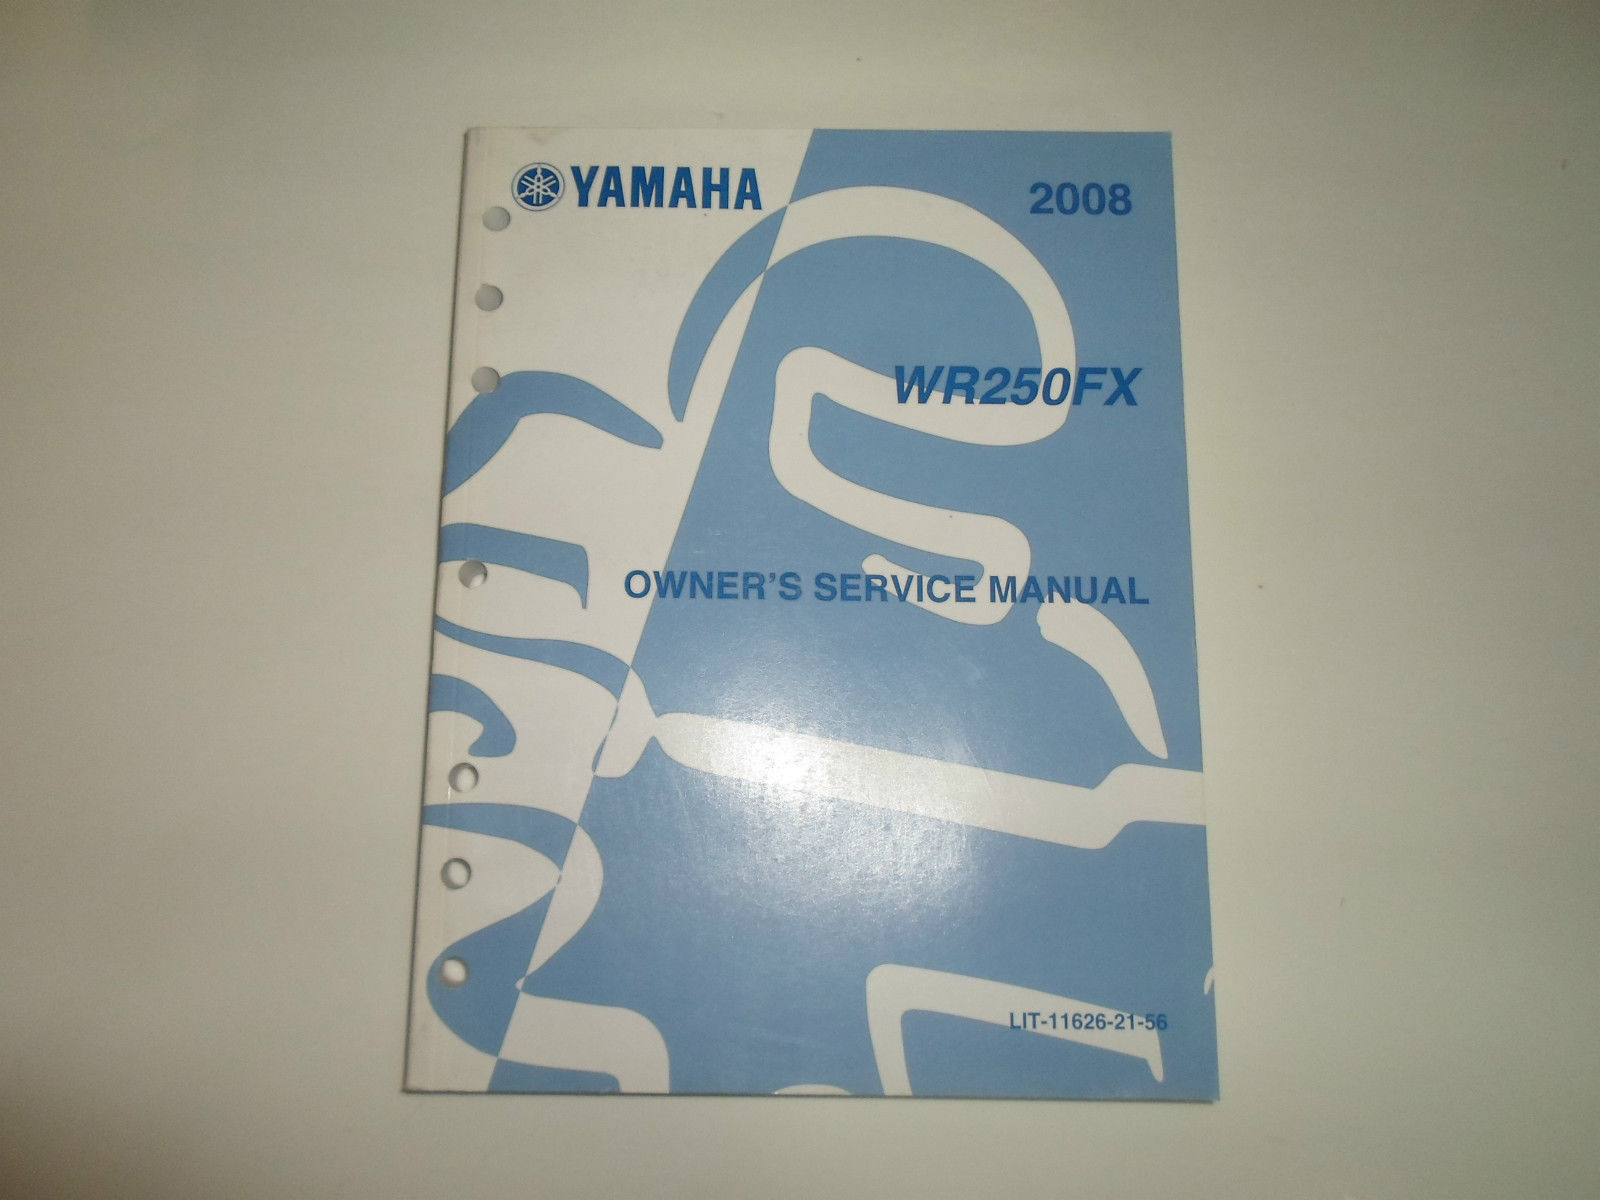 YAMAHA
2008
WR250FX
OWNER'S SERVICE MANUAL
LIT-11626-21-56